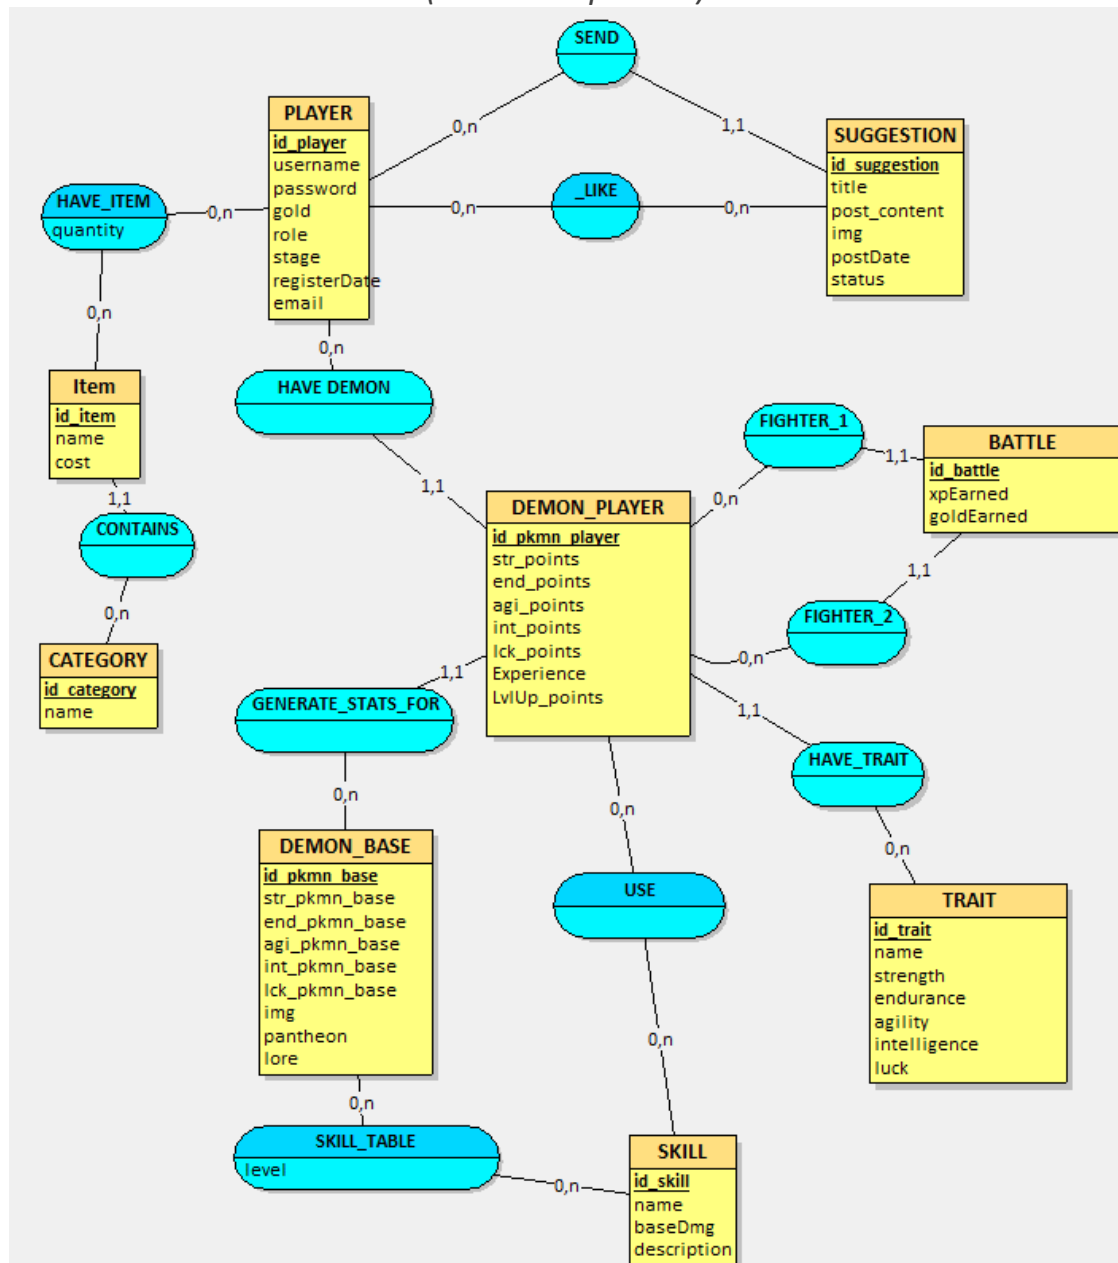 SEND
0,n
1,1
PLAYER
id_player
username
password
gold
role
stage
registerDate
email
SUGGESTION
id_suggestion
title
post_content
img
postDate
status
_LIKE
0,n
0,n
HAVE_ITEM
quantity
0,n
0,n
Item
id_item
name
cost
1,1
CONTAINS
0,n
CATEGORY
id_category
name
0,n
HAVE DEMON
1,1
DEMON_PLAYER
id_pkmn_player
str_points
end_points
agi_points
int_points
lck_points
Experience
LvlUp_points
FIGHTER_1
0,n
1,1
BATTLE
id_battle
xpEarned
goldEarned
1,1
FIGHTER_2
0,n
1,1
HAVE_TRAIT
0,n
TRAIT
id_trait
name
strength
endurance
agility
intelligence
luck
1,1
GENERATE_STATS_FOR
0,n
DEMON_BASE
id_pkmn_base
str_pkmn_base
end_pkmn_base
agi_pkmn_base
int_pkmn_base
lck_pkmn_base
img
pantheon
lore
0,n
USE
0,n
0,n
SKILL_TABLE
level
0,n
SKILL
id_skill
name
baseDmg
description